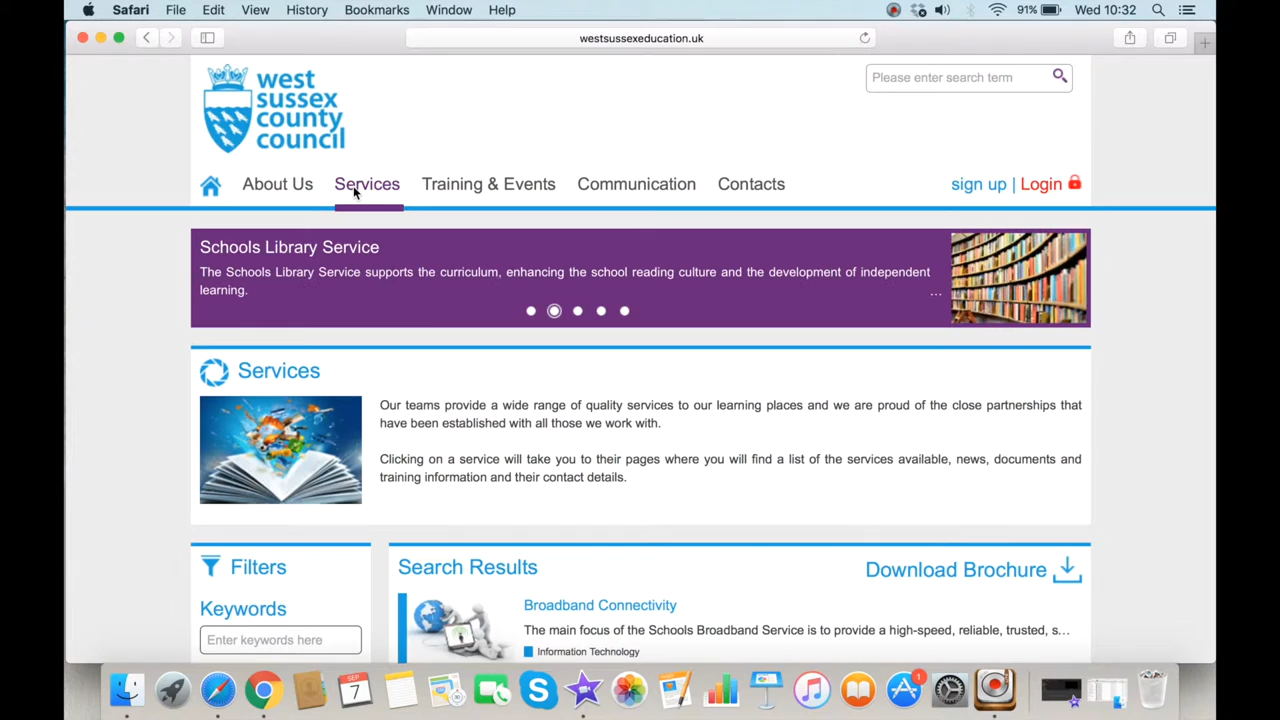 Safari File Edit View History Bookmarks Window Help 91% Wed 10:32
westsussexeducation.uk
west
sussex
county
council
Please enter search term
About Us Services Training & Events Communication Contacts sign up | Login
Schools Library Service
The Schools Library Service supports the curriculum, enhancing the school reading culture and the development of independent
learning.
...
Services
Our teams provide a wide range of quality services to our learning places and we are proud of the close partnerships that
have been established with all those we work with.
Clicking on a service will take you to their pages where you will find a list of the services available, news, documents and
training information and their contact details.
Filters
Keywords
Enter keywords here
Search Results
Download Brochure
Broadband Connectivity
The main focus of the Schools Broadband Service is to provide a high-speed, reliable, trusted, s...
Information Technology
SEP
7
1